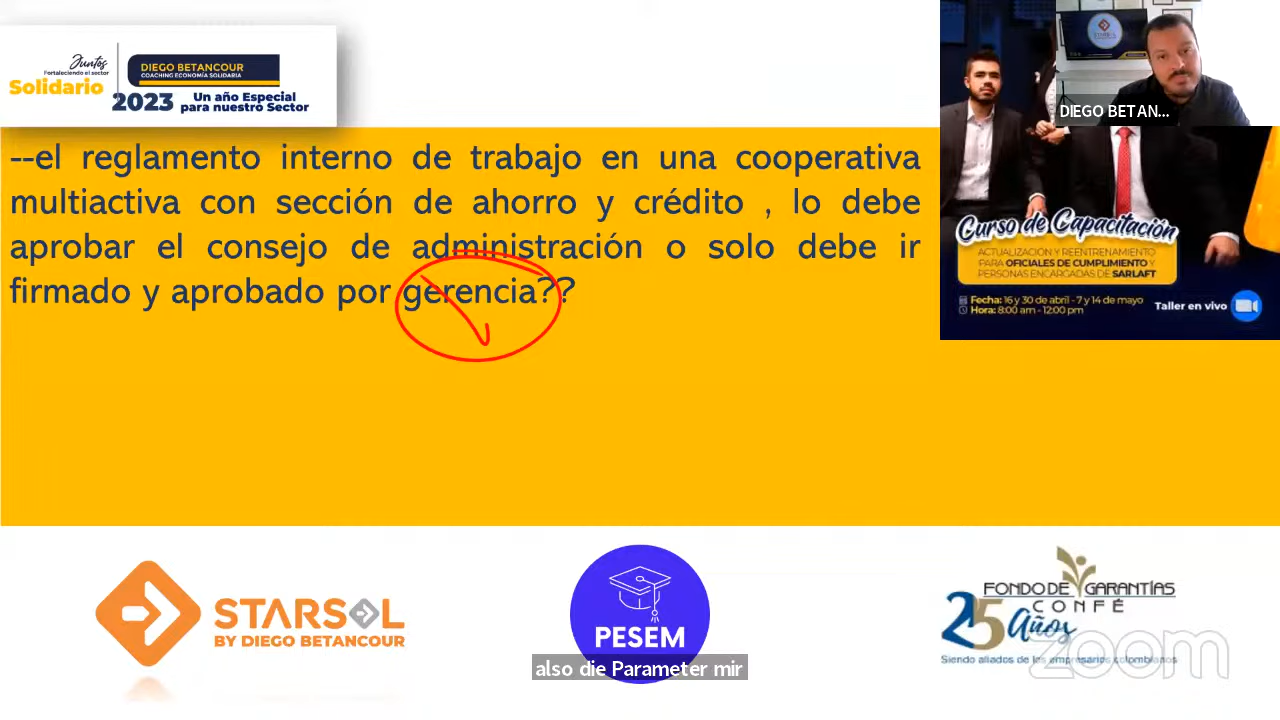 Juntos
Fortaleciendo el sector
Solidario
DIEGO BETANCOUR
COACHING ECONOMÍA SOLIDARIA
2023 Un año Especial
para nuestro Sector
--el reglamento interno de trabajo en una cooperativa
multiactiva con sección de ahorro y crédito , lo debe
aprobar el consejo de administración o solo debe ir
firmado y aprobado por gerencia??
DIEGO BETAN...
Curso de Capacitación
ACTUALIZACIÓN Y REENTRENAMIENTO
PARA OFICIALES DE CUMPLIMIENTO Y
PERSONAS ENCARGADAS DE SARLAFT
Fecha: 16 y 30 de abril - 7 y 14 de mayo
Hora: 8:00 am - 12:00 pm
Taller en vivo
STARSOL
BY DIEGO BETANCOUR
PESEM
FONDO DE GARANTÍAS
CONFÉ
25 Años
Siendo aliados de los empresarios colombianos
zoom
also die Parameter mir